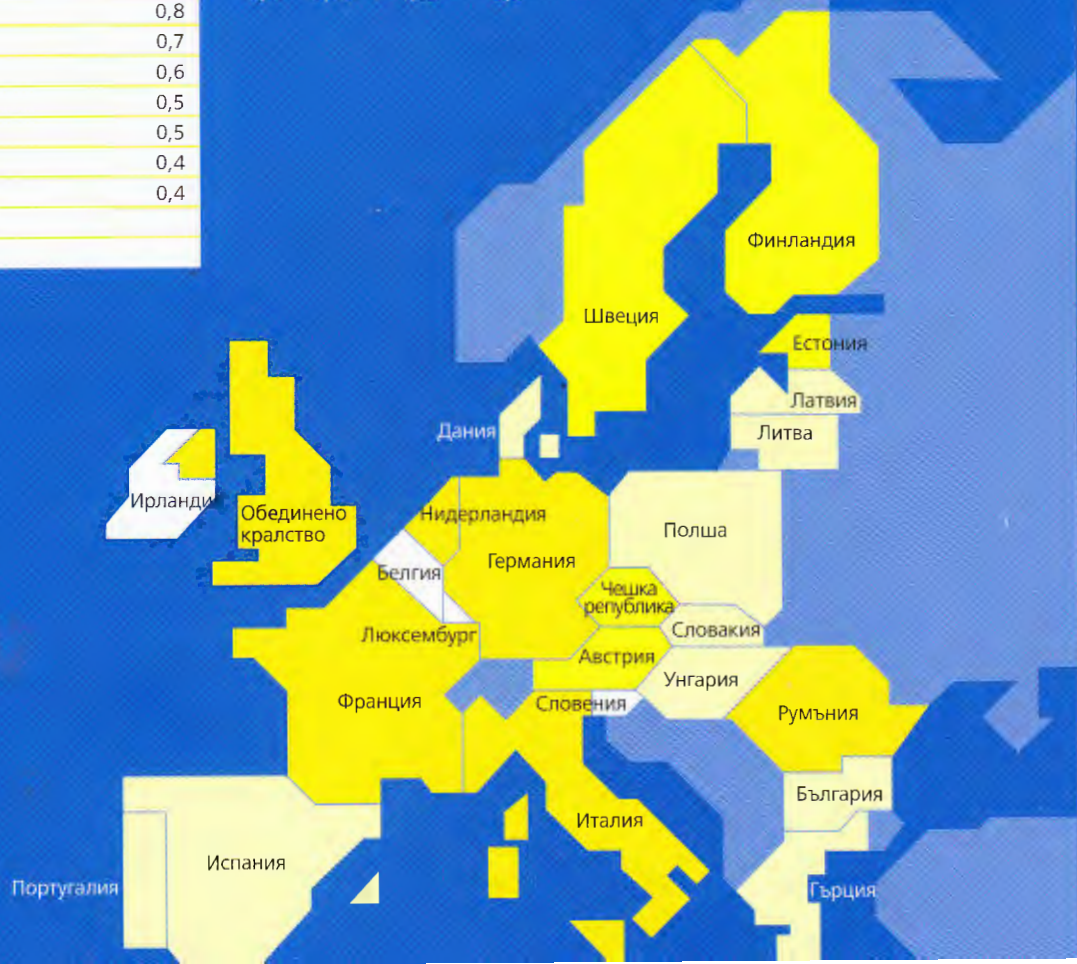 0,8
0,7
0,6
0,5
0,5
0,4
0,4
Финландия
Швеция
Естония
Латвия
Дания
Литва
Ирланди
Обединено
кралство
Нидерландия
Полша
Германия
Белгия
Чешка
република
Люксембург
Словакия
Австрия
Унгария
Франция
Словения
Румъния
България
Италия
Испания
Португалия
Гърция